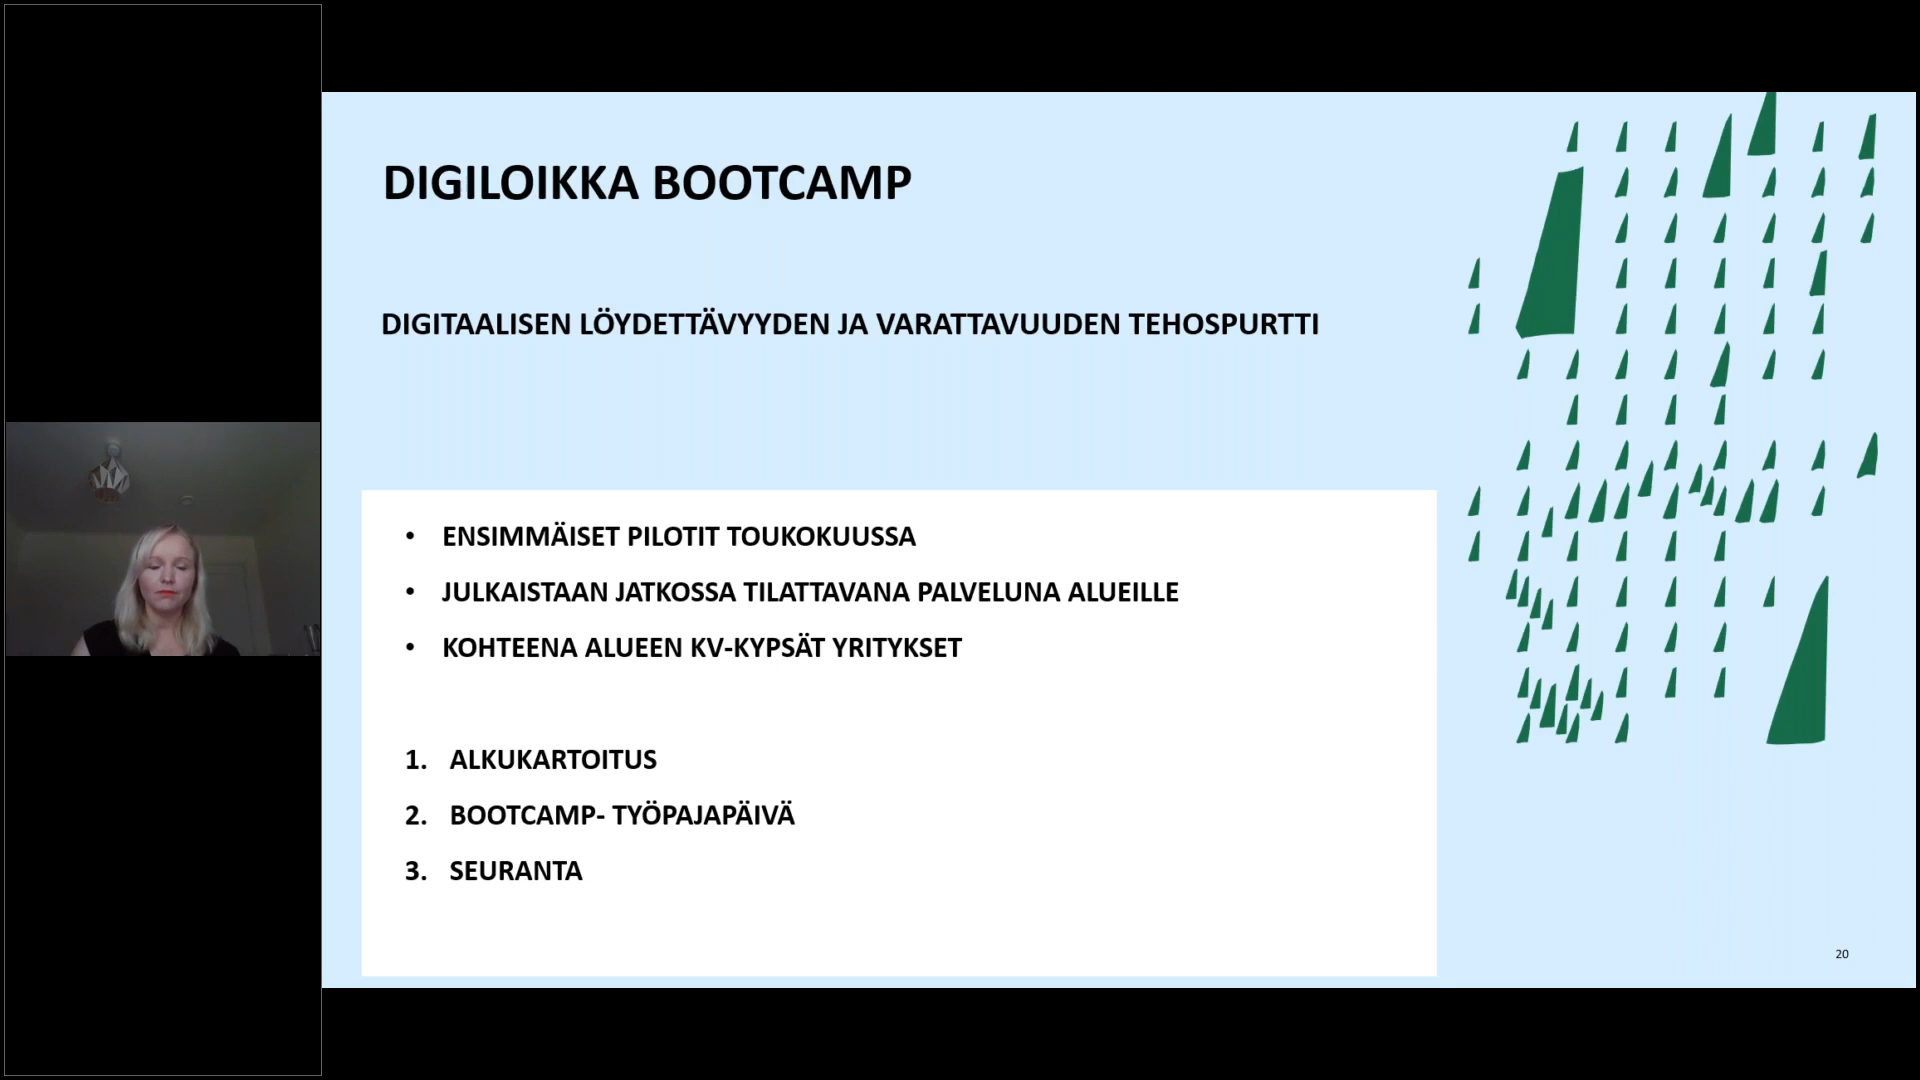 DIGILOIKKA BOOTCAMP
DIGITAALISEN LÖYDETTÄVYYDEN JA VARATTAVUUDEN TEHOSPURTTI
• ENSIMMÄISET PILOTIT TOUKOKUUSSA
• JULKAISTAAN JATKOSSA TILATTAVANA PALVELUNA ALUEILLE
• KOHTEENA ALUEEN KV-KYPSÄT YRITYKSET
1. ALKUKARTOITUS
2. BOOTCAMP- TYÖPAJAPÄIVÄ
3. SEURANTA
20